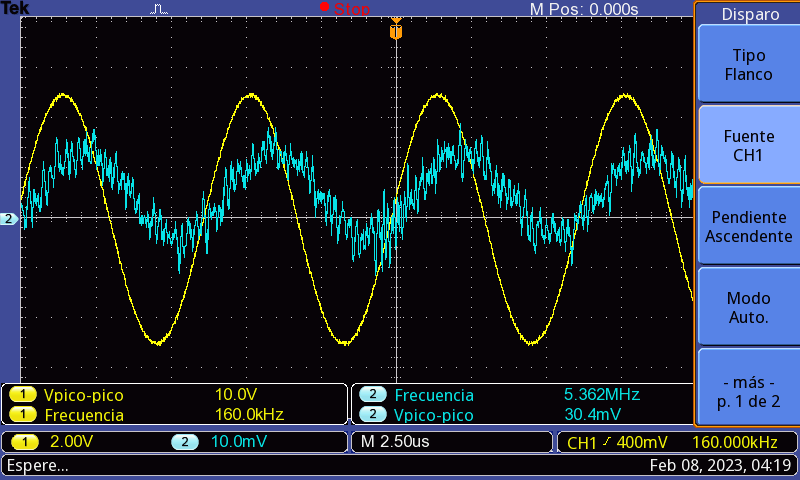 Tek
Stop
M Pos: 0.000s
T
2
Disparo
Tipo
Flanco
Fuente
CH1
Pendiente
Ascendente
Modo
Auto.
- más -
p. 1 de 2
1 Vpico-pico 10.0V
1 Frecuencia 160.0kHz
2 Frecuencia 5.362MHz
2 Vpico-pico 30.4mV
1 2.00V 2 10.0mV M 2.50us CH1 400mV 160.000kHz
Espere... Feb 08, 2023, 04:19